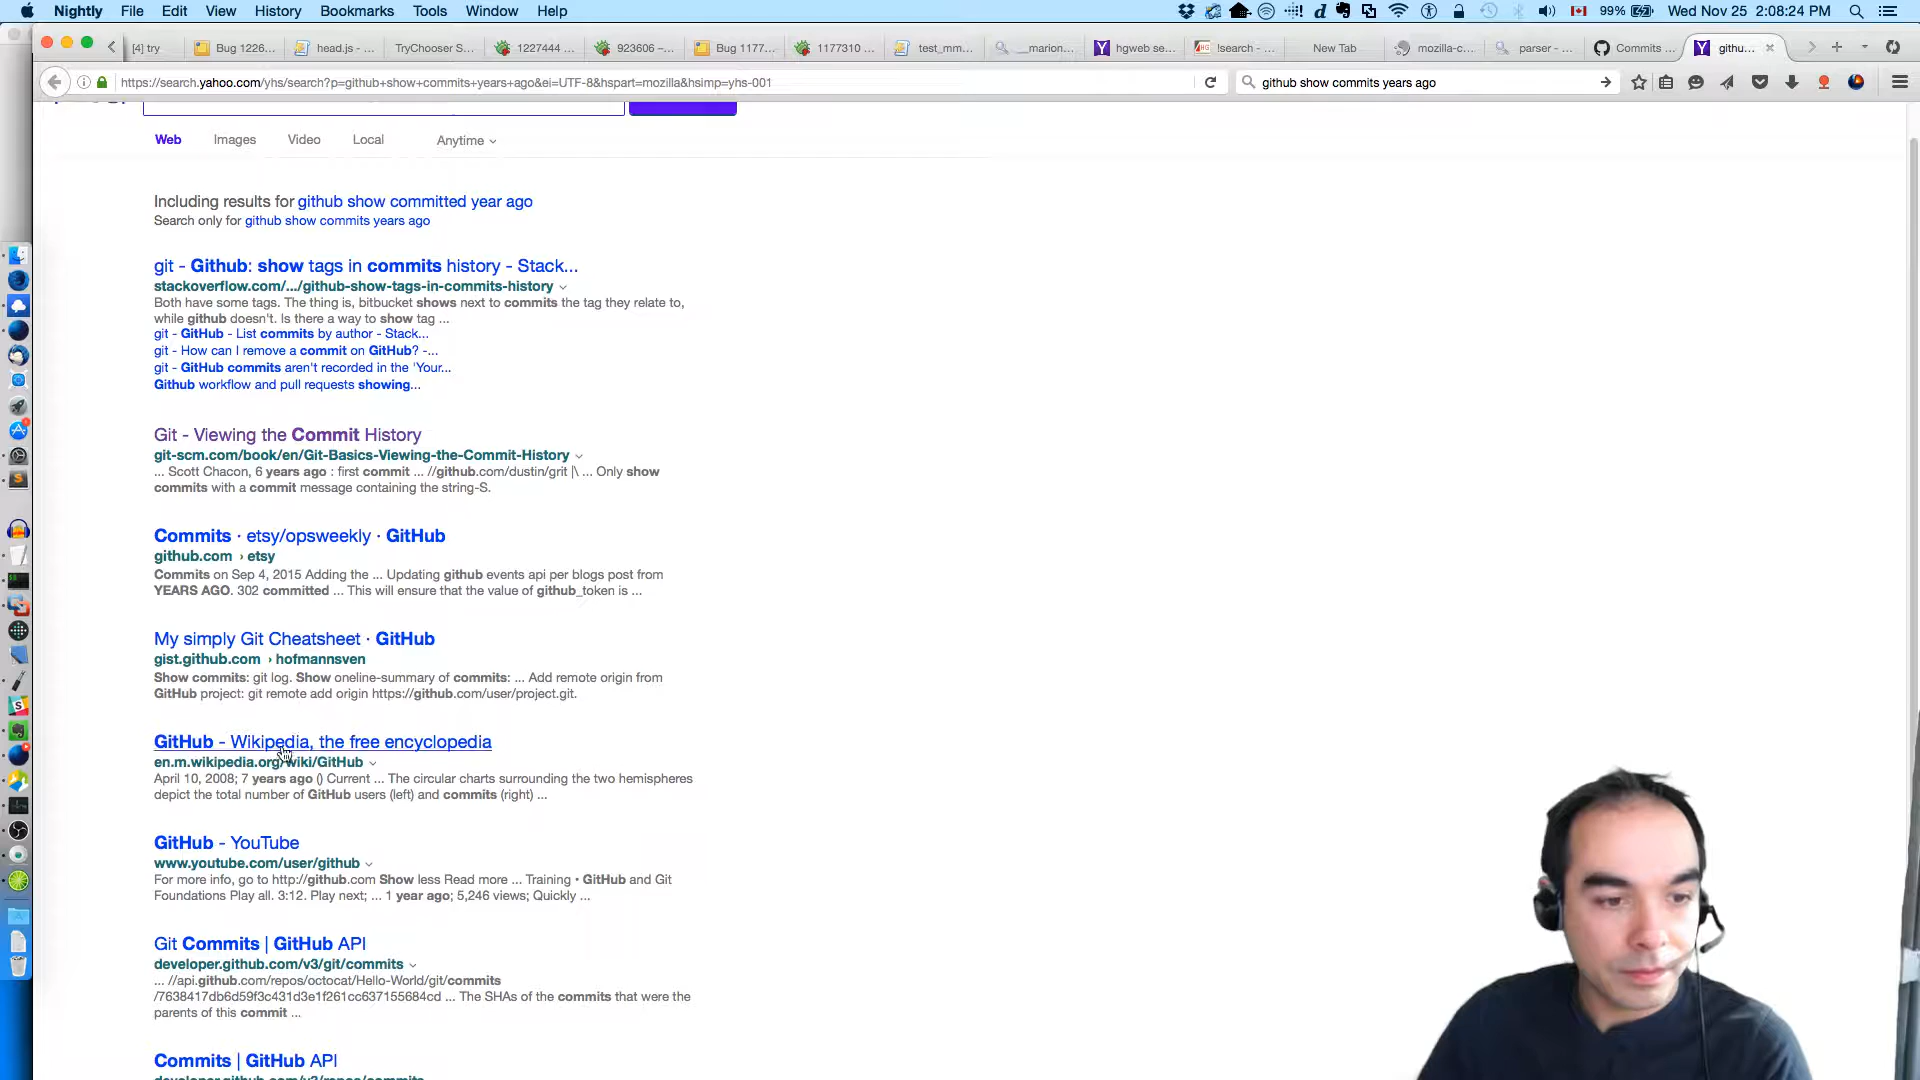 Nightly File Edit View History Bookmarks Tools Window Help 99% Wed Nov 25 2:08:24 PM
[4] try Bug 1226... head.js - ... TryChooser S... 1227444 ... 923606 – ... Bug 1177... 1177310 ... test_mm... __marion... hgweb se... !search - ... New Tab mozilla-c... parser - ... Commits ... githu...
https://search.yahoo.com/yhs/search?p=github+show+commits+years+ago&ei=UTF-8&hspart=mozilla&hsimp=yhs-001 github show commits years ago
Web Images Video Local Anytime
Including results for github show committed year ago
Search only for github show commits years ago
git - Github: show tags in commits history - Stack...
stackoverflow.com/.../github-show-tags-in-commits-history
Both have some tags. The thing is, bitbucket shows next to commits the tag they relate to,
while github doesn't. Is there a way to show tag ...
git - GitHub - List commits by author - Stack...
git - How can I remove a commit on GitHub? -...
git - GitHub commits aren't recorded in the 'Your...
Github workflow and pull requests showing...
Git - Viewing the Commit History
git-scm.com/book/en/Git-Basics-Viewing-the-Commit-History
... Scott Chacon, 6 years ago : first commit ... //github.com/dustin/grit |\ ... Only show
commits with a commit message containing the string-S.
Commits · etsy/opsweekly · GitHub
github.com › etsy
Commits on Sep 4, 2015 Adding the ... Updating github events api per blogs post from
YEARS AGO. 302 committed ... This will ensure that the value of github_token is ...
My simply Git Cheatsheet · GitHub
gist.github.com › hofmannsven
Show commits: git log. Show oneline-summary of commits: ... Add remote origin from
GitHub project: git remote add origin https://github.com/user/project.git.
GitHub - Wikipedia, the free encyclopedia
en.m.wikipedia.org/wiki/GitHub
April 10, 2008; 7 years ago () Current ... The circular charts surrounding the two hemispheres
depict the total number of GitHub users (left) and commits (right) ...
GitHub - YouTube
www.youtube.com/user/github
For more info, go to http://github.com Show less Read more ... Training • GitHub and Git
Foundations Play all. 3:12. Play next; ... 1 year ago; 5,246 views; Quickly ...
Git Commits | GitHub API
developer.github.com/v3/git/commits
... //api.github.com/repos/octocat/Hello-World/git/commits
/7638417db6d59f3c431d3e1f261cc637155684cd ... The SHAs of the commits that were the
parents of this commit ...
Commits | GitHub API
developer.github.com/v3/repos/commits